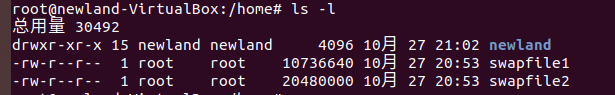 root@newland-VirtualBox:/home# ls -l
总用量 30492
drwxr-xr-x 15 newland newland     4096 10月 27 21:02 newland
-rw-r--r--  1 root    root    10736640 10月 27 20:53 swapfile1
-rw-r--r--  1 root    root    20480000 10月 27 20:53 swapfile2